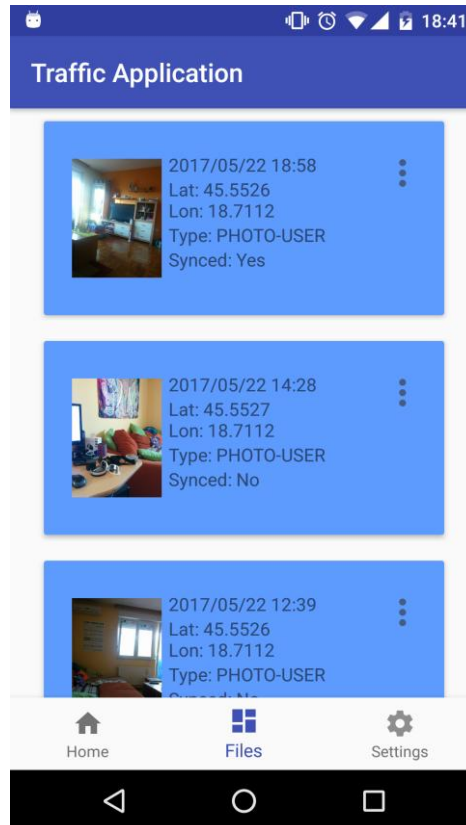 18:41
Traffic Application
2017/05/22 18:58
Lat: 45.5526
Lon: 18.7112
Type: PHOTO-USER
Synced: Yes
2017/05/22 14:28
Lat: 45.5527
Lon: 18.7112
Type: PHOTO-USER
Synced: No
2017/05/22 12:39
Lat: 45.5526
Lon: 18.7112
Type: PHOTO-USER
Synced: No
Home
Files
Settings